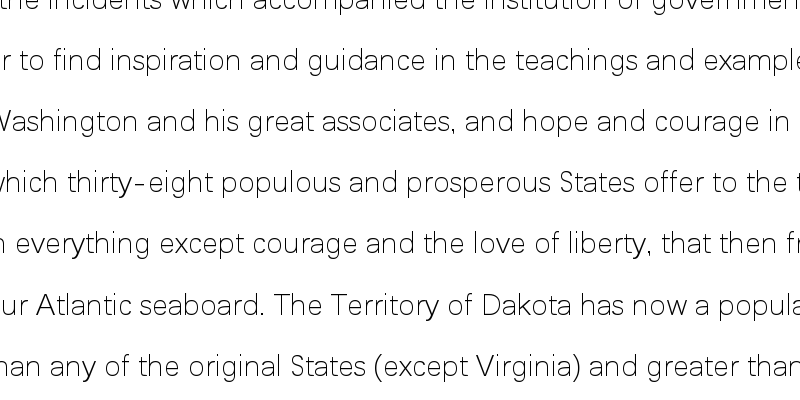 the incidents which accompanied the institution of governmen
r to find inspiration and guidance in the teachings and example
Washington and his great associates, and hope and courage in
which thirty-eight populous and prosperous States offer to the t
n everything except courage and the love of liberty, that then fr
ur Atlantic seaboard. The Territory of Dakota has now a popula
han any of the original States (except Virginia) and greater than